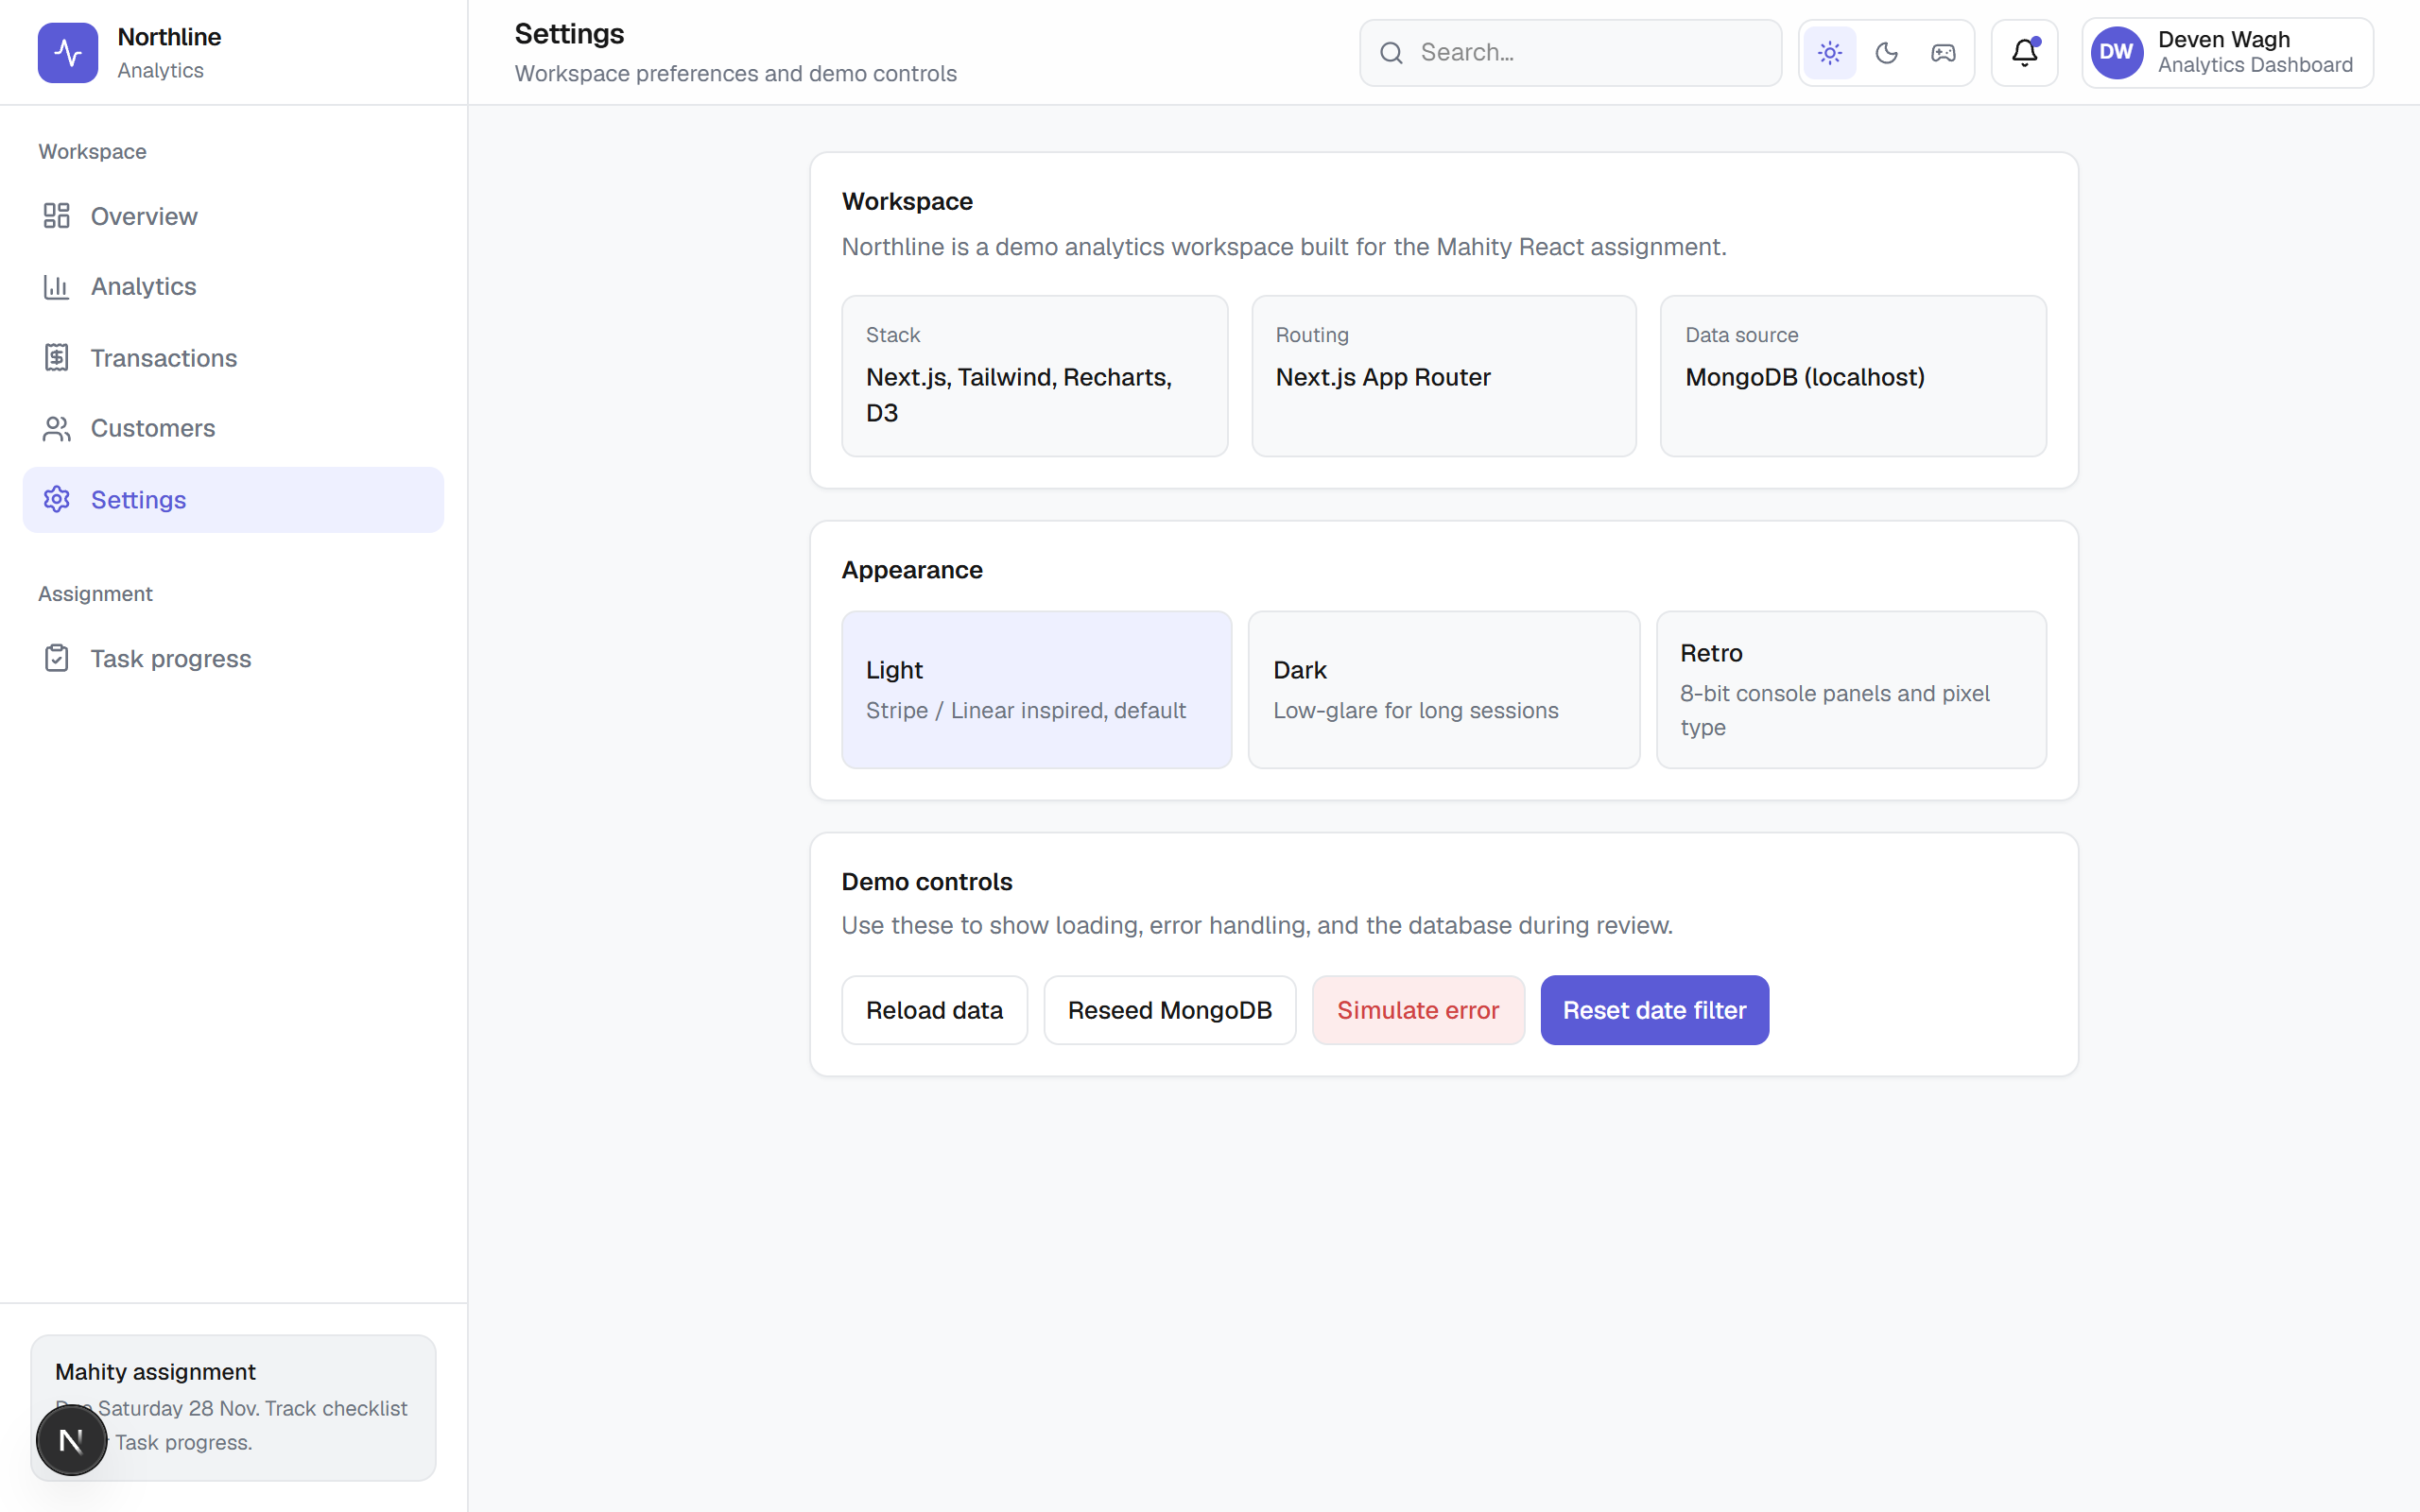 Northline
Analytics
Settings
Workspace preferences and demo controls
Search...
DW
Deven Wagh
Analytics Dashboard
Workspace
Overview
Analytics
Transactions
Customers
Settings
Assignment
Task progress
Workspace
Northline is a demo analytics workspace built for the Mahity React assignment.
Stack
Next.js, Tailwind, Recharts,
D3
Routing
Next.js App Router
Data source
MongoDB (localhost)
Appearance
Light
Stripe / Linear inspired, default
Dark
Low-glare for long sessions
Retro
8-bit console panels and pixel
type
Demo controls
Use these to show loading, error handling, and the database during review.
Reload data
Reseed MongoDB
Simulate error
Reset date filter
Mahity assignment
Saturday 28 Nov. Track checklist
Task progress.
N